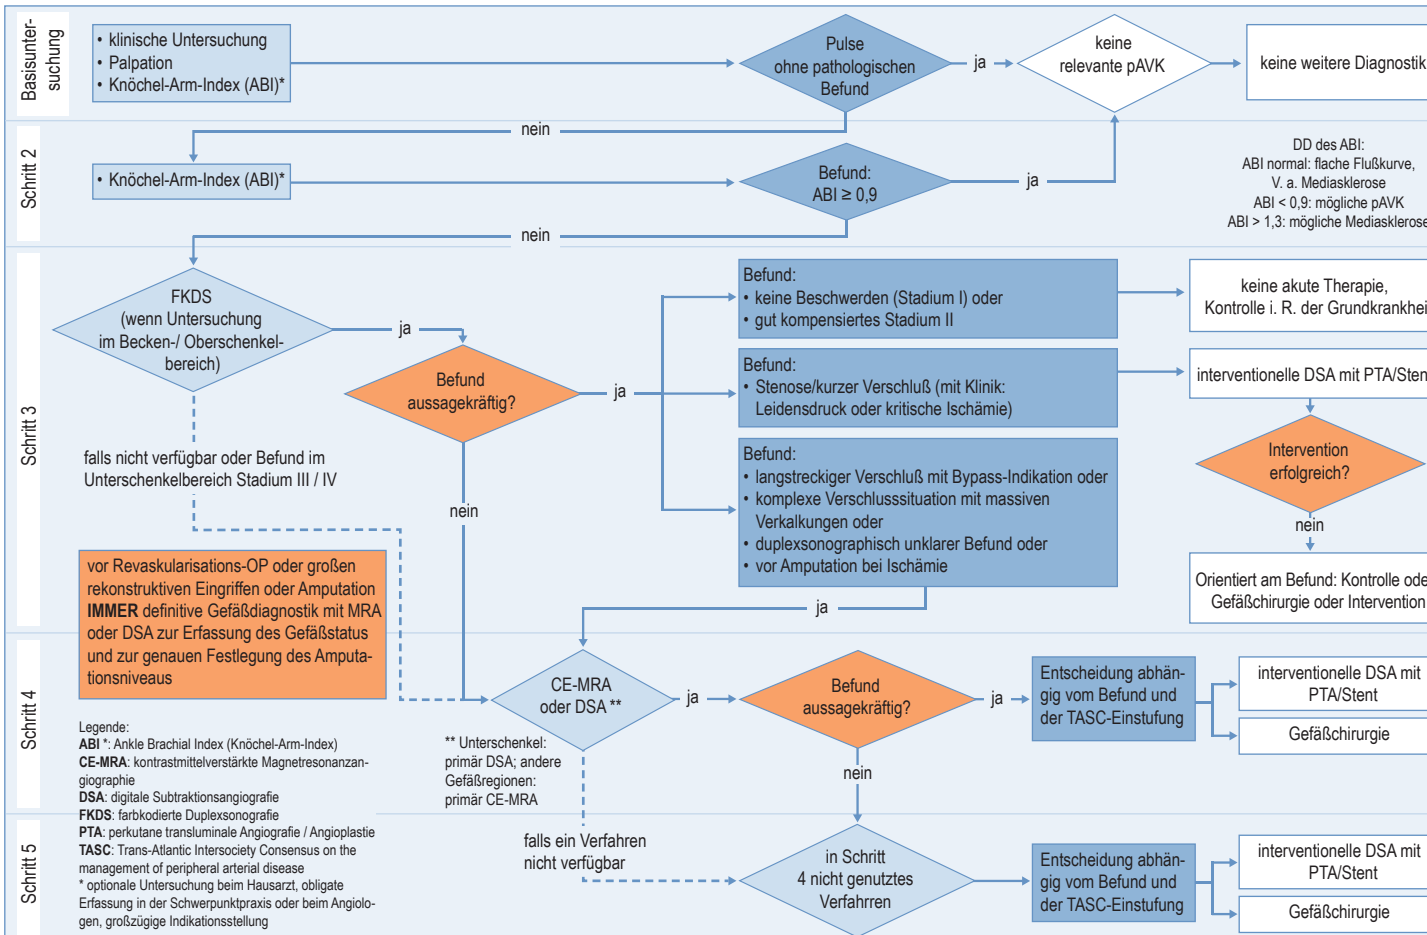 Basisunter-
suchung
• klinische Untersuchung
• Palpation
• Knöchel-Arm-Index (ABI)*
Pulse
ohne pathologischen
Befund
ja
keine
relevante pAVK
keine weitere Diagnostik
nein
Schritt 2
• Knöchel-Arm-Index (ABI)*
Befund:
ABI ≥ 0,9
ja
DD des ABI:
ABI normal: flache Flußkurve,
V. a. Mediasklerose
ABI < 0,9: mögliche pAVK
ABI > 1,3: mögliche Mediasklerose
nein
Schritt 3
FKDS
(wenn Untersuchung
im Becken-/ Oberschenkel-
bereich)
ja
Befund
aussagekräftig?
ja
Befund:
• keine Beschwerden (Stadium I) oder
• gut kompensiertes Stadium II
keine akute Therapie,
Kontrolle i. R. der Grundkrankhei
Befund:
• Stenose/kurzer Verschluß (mit Klinik:
Leidensdruck oder kritische Ischämie)
interventionelle DSA mit PTA/Sten
Intervention
erfolgreich?
nein
Orientiert am Befund: Kontrolle ode
Gefäßchirurgie oder Intervention
Befund:
• langstreckiger Verschluß mit Bypass-Indikation oder
• komplexe Verschlusssituation mit massiven
Verkalkungen oder
• duplexsonographisch unklarer Befund oder
• vor Amputation bei Ischämie
ja
falls nicht verfügbar oder Befund im
Unterschenkelbereich Stadium III / IV
nein
vor Revaskularisations-OP oder großen
rekonstruktiven Eingriffen oder Amputation
IMMER definitive Gefäßdiagnostik mit MRA
oder DSA zur Erfassung des Gefäßstatus
und zur genauen Festlegung des Amputa-
tionsniveaus
Schritt 4
CE-MRA
oder DSA **
ja
Befund
aussagekräftig?
ja
Entscheidung abhän-
gig vom Befund und
der TASC-Einstufung
interventionelle DSA mit
PTA/Stent
Gefäßchirurgie
** Unterschenkel:
primär DSA; andere
Gefäßregionen:
primär CE-MRA
nein
Legende:
ABI *: Ankle Brachial Index (Knöchel-Arm-Index)
CE-MRA: kontrastmittelverstärkte Magnetresonanzan-
giographie
DSA: digitale Subtraktionsangiografie
FKDS: farbkodierte Duplexsonografie
PTA: perkutane transluminale Angiografie / Angioplastie
TASC: Trans-Atlantic Intersociety Consensus on the
management of peripheral arterial disease
* optionale Untersuchung beim Hausarzt, obligate
Erfassung in der Schwerpunktpraxis oder beim Angiolo-
gen, großzügige Indikationsstellung
Schritt 5
falls ein Verfahren
nicht verfügbar
in Schritt
4 nicht genutztes
Verfahrren
Entscheidung abhän-
gig vom Befund und
der TASC-Einstufung
interventionelle DSA mit
PTA/Stent
Gefäßchirurgie